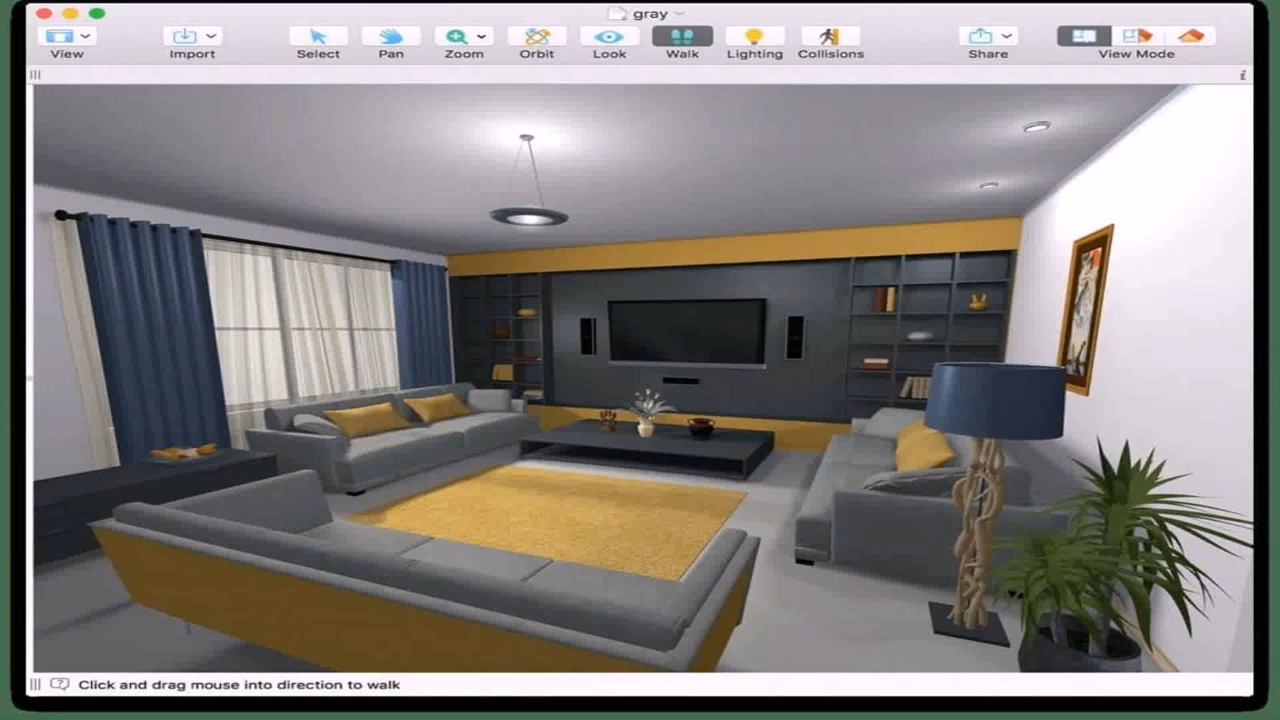 gray
View
Import
Select
Pan
Zoom
Orbit
Look
Walk
Lighting
Collisions
Share
View Mode
i
Click and drag mouse into direction to walk